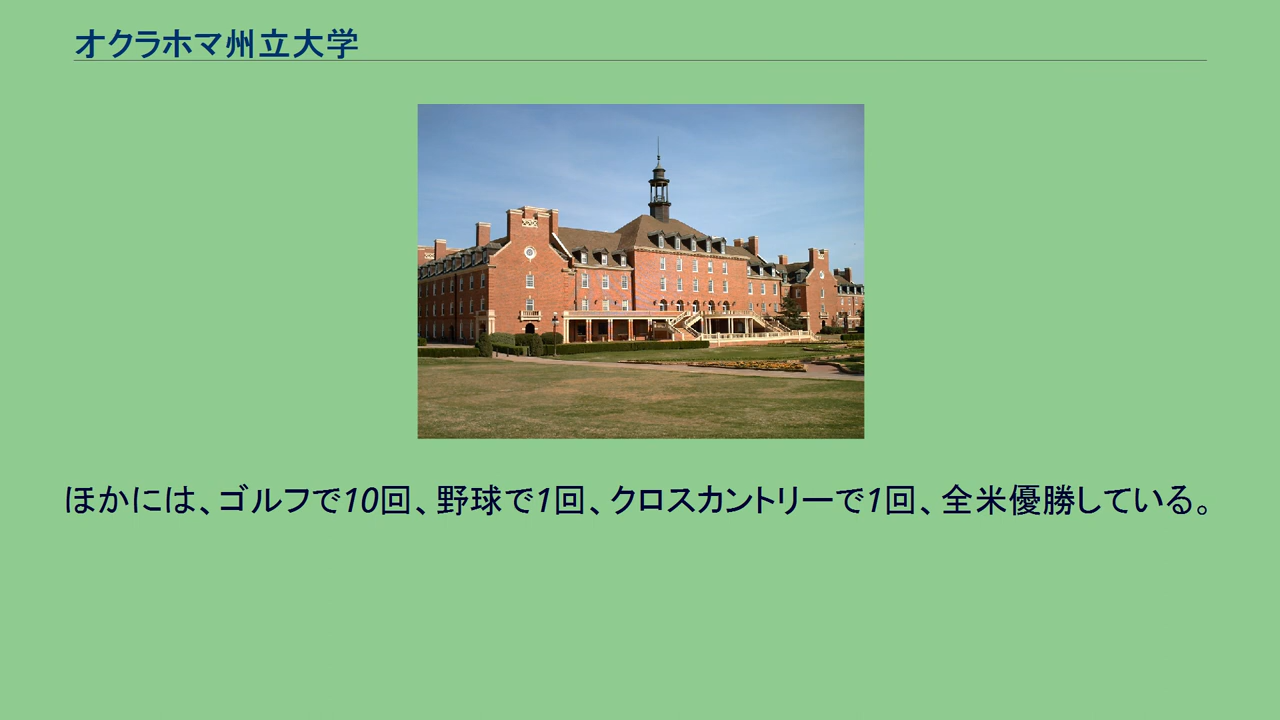 オクラホマ州立大学
ほかには、ゴルフで10回、野球で1回、クロスカントリーで1回、全米優勝している。